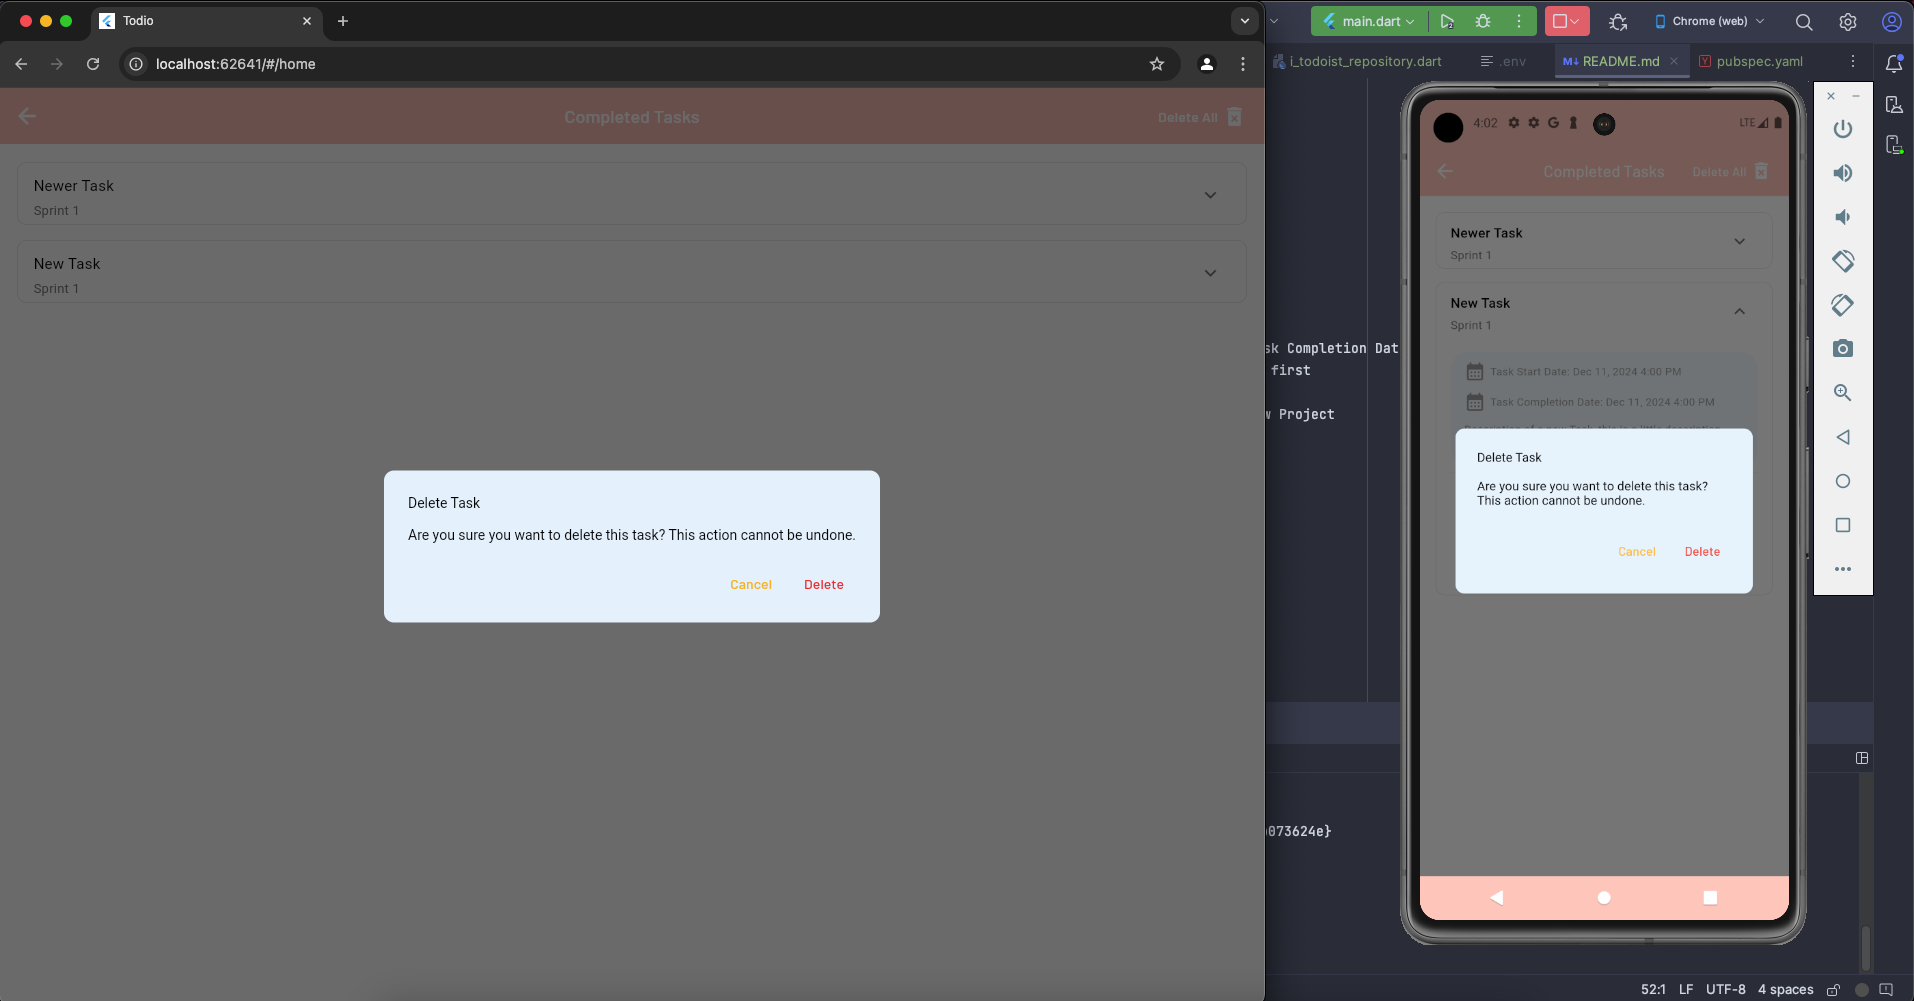 Todio
main.dart
Chrome (web)
localhost:62641/#/home
i_todoist_repository.dart
.env
README.md
pubspec.yaml
Completed Tasks
Delete All
Newer Task
Sprint 1
New Task
Sprint 1
Delete Task
Are you sure you want to delete this task? This action cannot be undone.
Cancel
Delete
sk Completion Dat
first
w Project
073624e}
4:02
LTE
Completed Tasks
Delete All
Newer Task
Sprint 1
New Task
Sprint 1
Task Start Date: Dec 11, 2024 4:00 PM
Task Completion Date: Dec 11, 2024 4:00 PM
Delete Task
Are you sure you want to delete this task?
This action cannot be undone.
Cancel
Delete
52:1 LF UTF-8 4 spaces